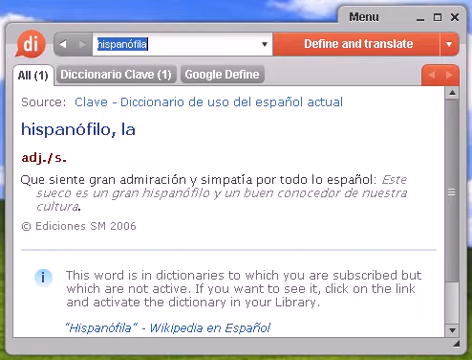 Menu
di
hispanófila
Define and translate
All (1)
Diccionario Clave (1)
Google Define
Source: Clave - Diccionario de uso del español actual
hispanófilo, la
adj./s.
Que siente gran admiración y simpatía por todo lo español: Este
sueco es un gran hispanófilo y un buen conocedor de nuestra
cultura.
© Ediciones SM 2006
i
This word is in dictionaries to which you are subscribed but
which are not active. If you want to see it, click on the link
and activate the dictionary in your Library.
"Hispanófila" - Wikipedia en Español